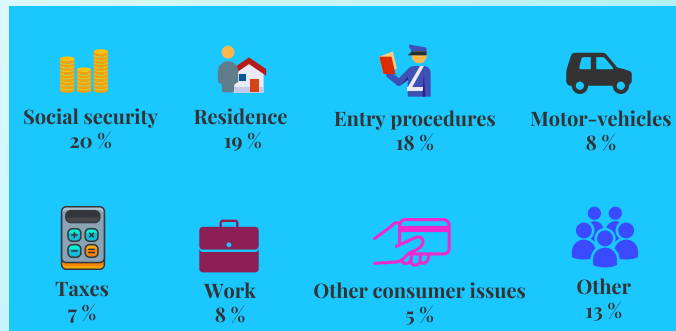 Social security
20 %
Residence
19 %
Entry procedures
18 %
Motor-vehicles
8 %
Taxes
7 %
Work
8 %
Other consumer issues
5 %
Other
13 %